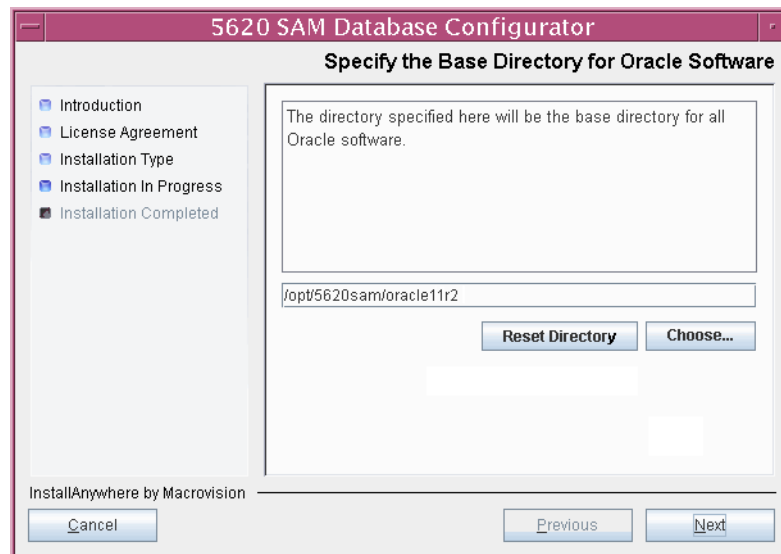 5620 SAM Database Configurator
Specify the Base Directory for Oracle Software
Introduction
License Agreement
Installation Type
Installation In Progress
Installation Completed
The directory specified here will be the base directory for all
Oracle software.
/opt/5620sam/oracle11r2
Reset Directory
Choose...
InstallAnywhere by Macrovision
Cancel
Previous
Next